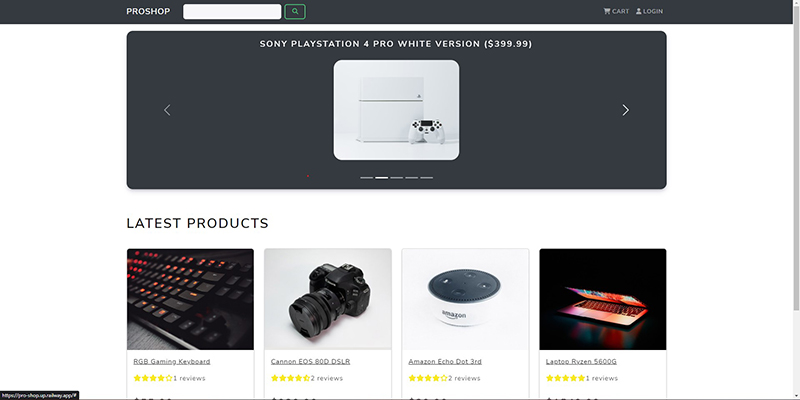 PROSHOP
CART LOGIN
SONY PLAYSTATION 4 PRO WHITE VERSION ($399.99)
LATEST PRODUCTS
amazon
RGB Gaming Keyboard
Cannon EOS 80D DSLR
Amazon Echo Dot 3rd
Laptop Ryzen 5600G
1 reviews
2 reviews
2 reviews
1 reviews
https://pro-shop.up.railway.app/#